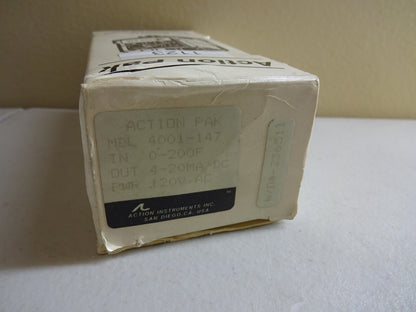 1123
Action pak
ACTION PAK
MDL 4001-147
IN 0-200F
OUT 4-20MA/DC
PWR 120V-AC
ACTION INSTRUMENTS INC.
SAN DIEGO, CA. USA